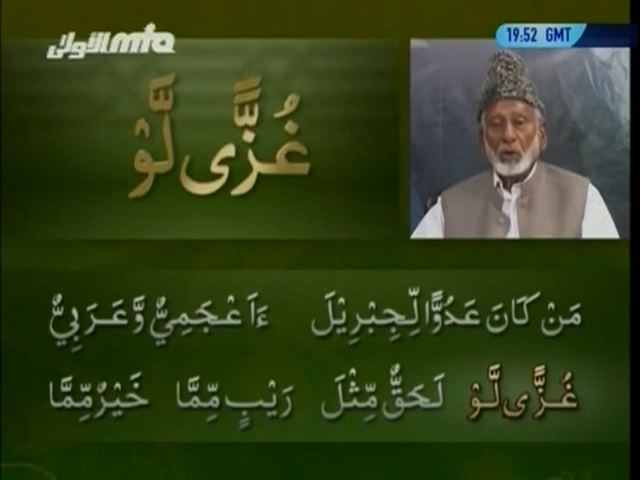 mta الأولى
19:52 GMT
غُزًّى لَّوْ
مَنْ كَانَ عَدُوًّا لِّجِبْرِيْلَ ءَاَعْجَمِيٌّ وَّعَرَبِيٌّ
غُزًّى لَّوْ لَحَقٌّ مِّثْلَ رَيْبٍ مِّمَّا خَيْرٌ مِّمَّا